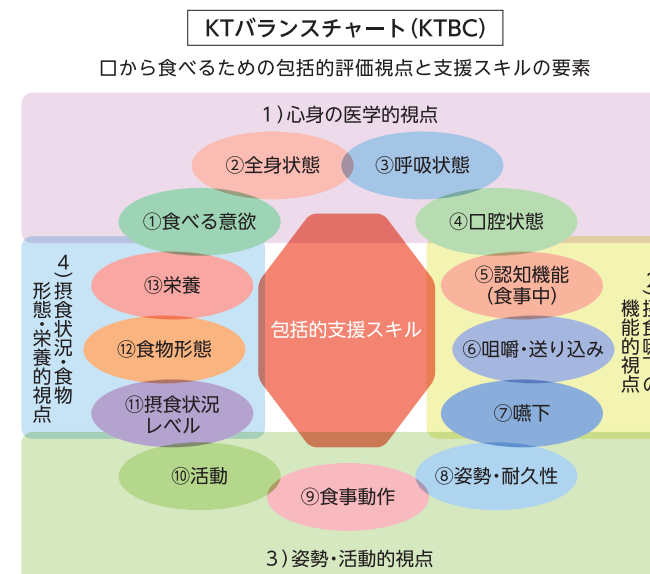 KTバランスチャート(KTBC)
口から食べるための包括的評価視点と支援スキルの要素
1)心身の医学的視点
②全身状態
③呼吸状態
①食べる意欲
④口腔状態
4)摂食状況・食物
形態・栄養的視点
⑬栄養
⑤認知機能
(食事中)
包括的支援スキル
⑫食物形態
⑥咀嚼・送り込み
機能的視点
⑪摂食状況
レベル
⑦嚥下
⑩活動
⑨食事動作
⑧姿勢・耐久性
3)姿勢・活動的視点